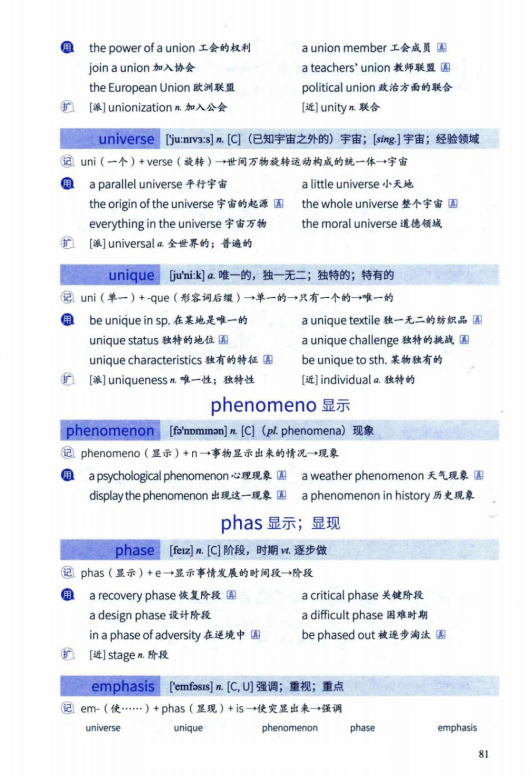 用 the power of a union 工会的权利 a union member 工会成员 真
join a union 加入协会 a teachers' union 教师联盟 真
the European Union 欧洲联盟 political union 政治方面的联合
扩 [派] unionization n. 加入公会 [近] unity n. 联合
universe ['juːnɪvɜːs] n. [C]（已知宇宙之外的）宇宙；[sing.] 宇宙；经验领域
记 uni（一个）+ verse（旋转）→世间万物旋转运动构成的统一体→宇宙
用 a parallel universe 平行宇宙 a little universe 小天地
the origin of the universe 宇宙的起源 真 the whole universe 整个宇宙 真
everything in the universe 宇宙万物 the moral universe 道德领域
扩 [派] universal a. 全世界的；普遍的
unique [ju'niːk] a. 唯一的，独一无二；独特的；特有的
记 uni（单一）+ -que（形容词后缀）→单一的→只有一个的→唯一的
用 be unique in sp. 在某地是唯一的 a unique textile 独一无二的纺织品 真
unique status 独特的地位 真 a unique challenge 独特的挑战 真
unique characteristics 独有的特征 真 be unique to sth. 某物独有的
扩 [派] uniqueness n. 唯一性；独特性 [近] individual a. 独特的
phenomeno 显示
phenomenon [fə'nɒmɪnən] n. [C]（pl. phenomena）现象
记 phenomeno（显示）+ n →事物显示出来的情况→现象
用 a psychological phenomenon 心理现象 真 a weather phenomenon 天气现象 真
display the phenomenon 出现这一现象 真 a phenomenon in history 历史现象
phas 显示；显现
phase [feɪz] n. [C] 阶段，时期 vt. 逐步做
记 phas（显示）+ e →显示事情发展的时间段→阶段
用 a recovery phase 恢复阶段 真 a critical phase 关键阶段
a design phase 设计阶段 a difficult phase 困难时期
in a phase of adversity 在逆境中 真 be phased out 被逐步淘汰 真
扩 [近] stage n. 阶段
emphasis ['emfəsɪs] n. [C, U] 强调；重视；重点
记 em-（使……）+ phas（显现）+ is →使突显出来→强调
universe unique phenomenon phase emphasis
81